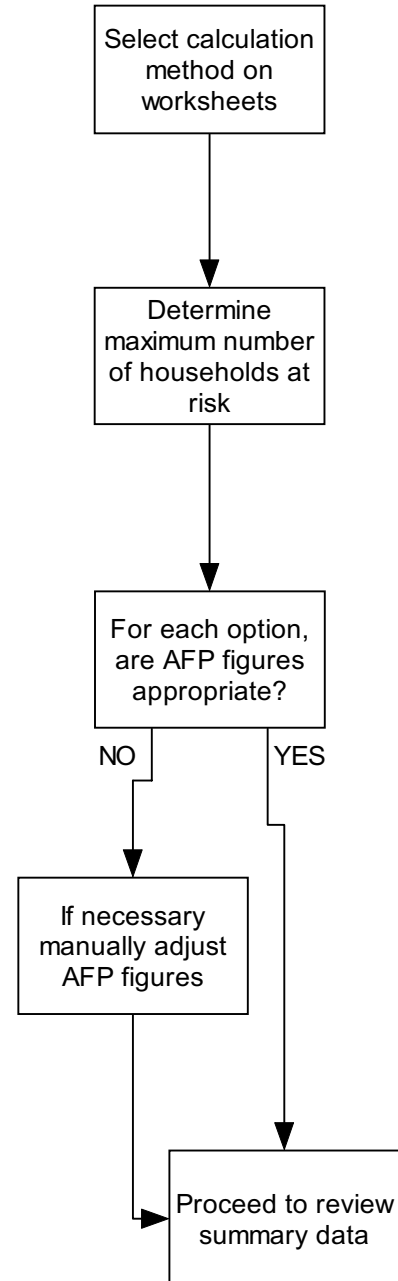 Select calculation
method on
worksheets
Determine
maximum number
of households at
risk
For each option,
are AFP figures
appropriate?
NO
YES
If necessary
manually adjust
AFP figures
Proceed to review
summary data